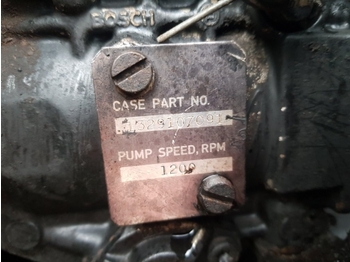 BOSCH
CASE PART NO.
PUMP SPEED, RPM
1200